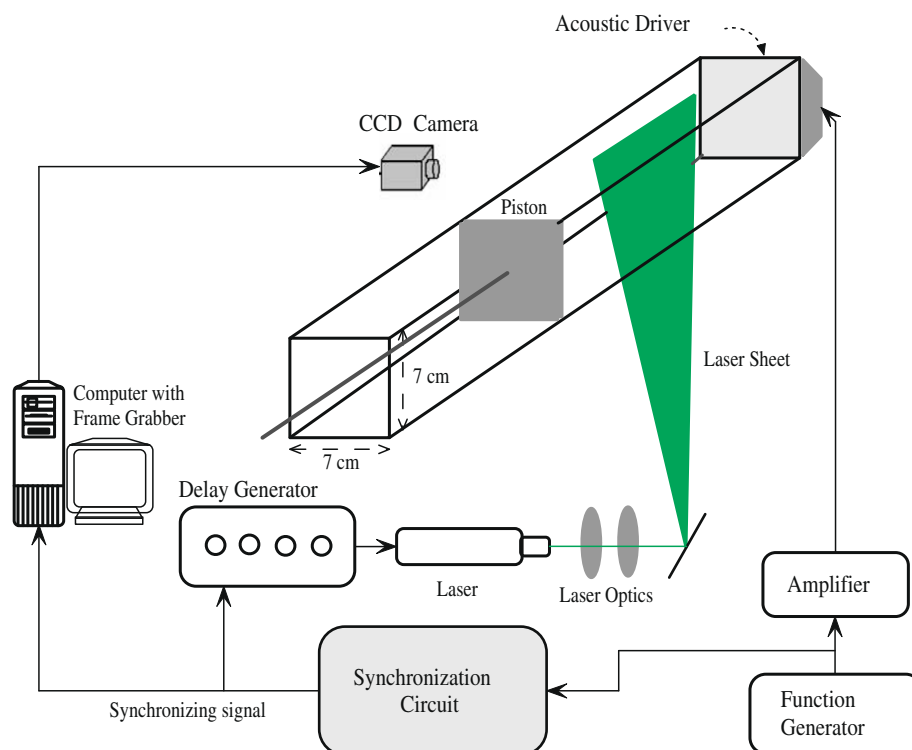 Acoustic Driver
CCD Camera
Piston
Laser Sheet
7 cm
7 cm
Computer with
Frame Grabber
Delay Generator
Laser
Laser Optics
Amplifier
Synchronization
Circuit
Synchronizing signal
Function
Generator